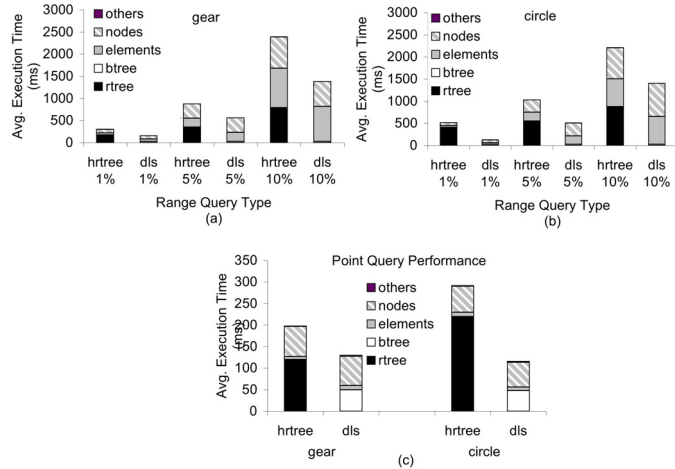 gear
3000
2500
2000
1500
1000
500
0
Avg. Execution Time
(ms)
others
nodes
elements
btree
rtree
hrtree dls hrtree dls hrtree dls
1% 1% 5% 5% 10% 10%
Range Query Type
(a)
circle
3000
2500
2000
1500
1000
500
0
Avg. Execution Time
(ms)
others
nodes
elements
btree
rtree
hrtree dls hrtree dls hrtree dls
1% 1% 5% 5% 10% 10%
Range Query Type
(b)
Point Query Performance
350
300
250
200
150
100
50
0
Avg. Execution Time
(ms)
others
nodes
elements
btree
rtree
hrtree dls hrtree dls
gear circle
(c)